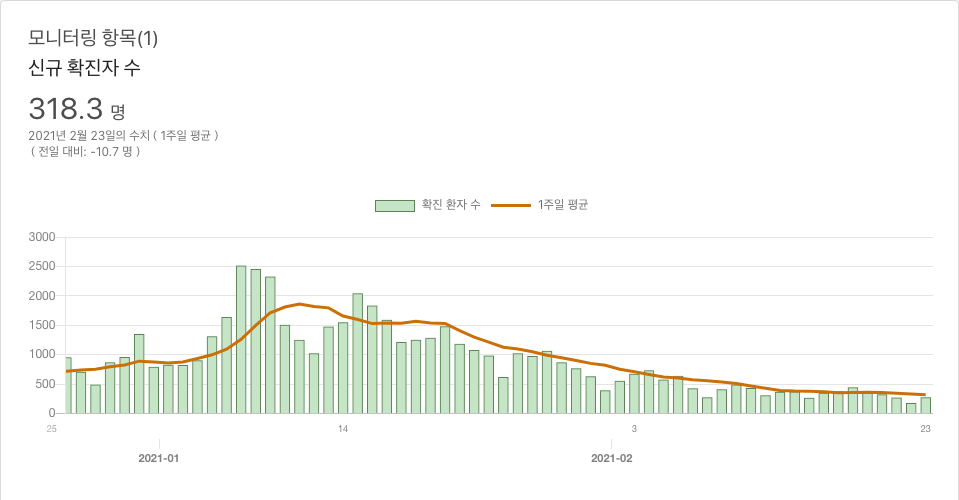 모니터링 항목(1)
신규 확진자 수
318.3 명
2021년 2월 23일의 수치 ( 1주일 평균 )
( 전일 대비: -10.7 명 )
확진 환자 수 1주일 평균
3000
2500
2000
1500
1000
500
0
25 14 3 23
2021-01 2021-02